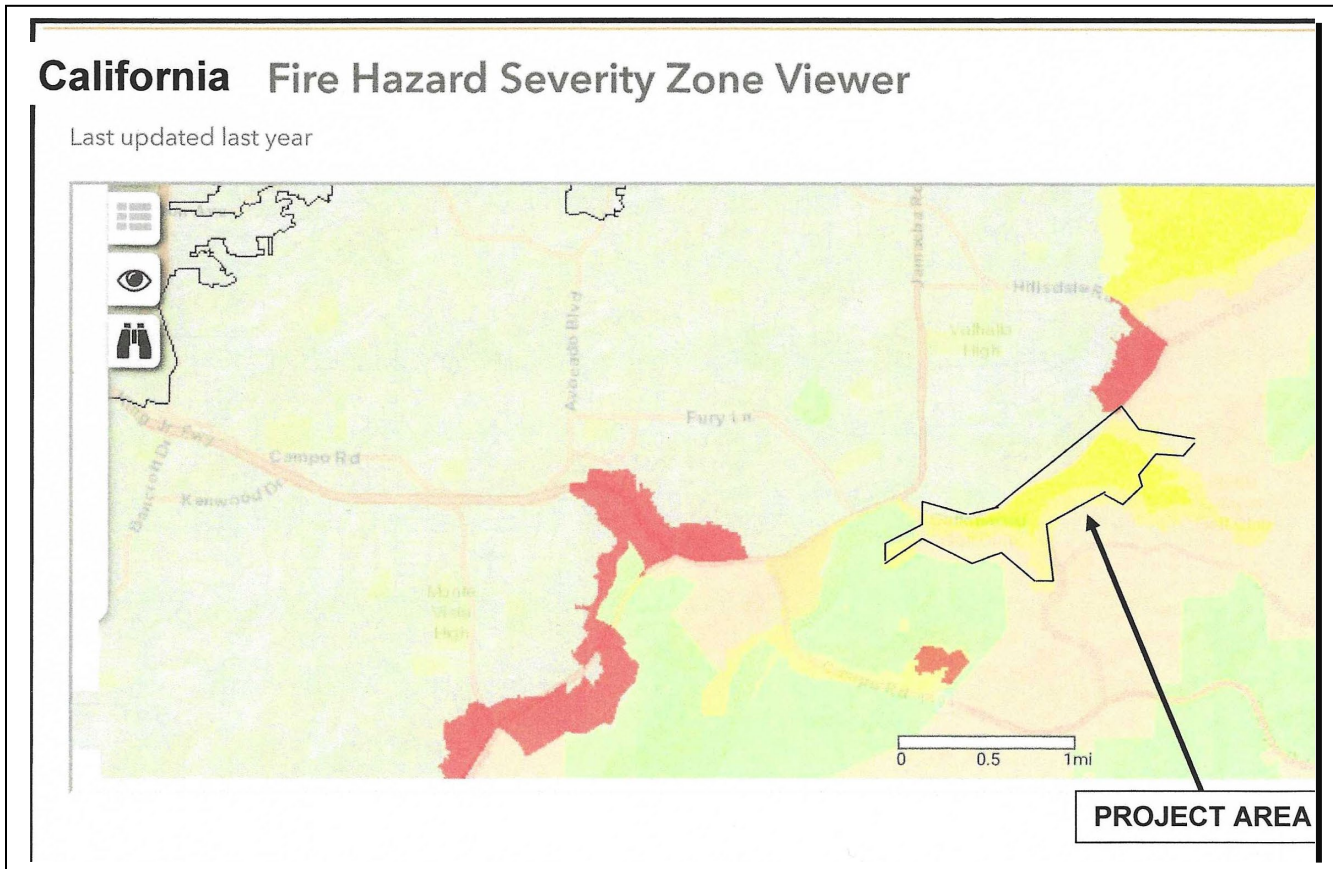 California Fire Hazard Severity Zone Viewer
Last updated last year
Jamacha Rd
Hillsdale Rd
Avocado Blvd
Valhalla
High
Fury Ln
Campo Rd
Bancroft Dr
Kenwood Dr
Monte
Vista
High
Campo Rd
0 0.5 1mi
PROJECT AREA